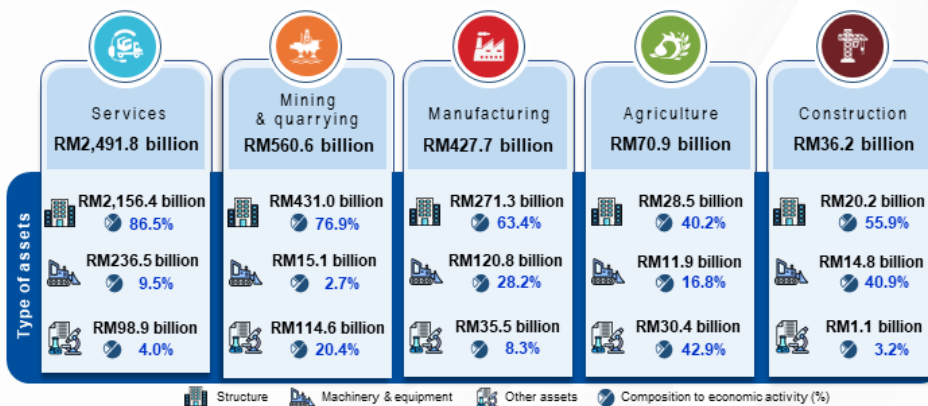 Services
RM2,491.8 billion
Mining
& quarrying
RM560.6 billion
Manufacturing
RM427.7 billion
Agriculture
RM70.9 billion
Construction
RM36.2 billion
Type of assets
RM2,156.4 billion
86.5%
RM236.5 billion
9.5%
RM98.9 billion
4.0%
RM431.0 billion
76.9%
RM15.1 billion
2.7%
RM114.6 billion
20.4%
RM271.3 billion
63.4%
RM120.8 billion
28.2%
RM35.5 billion
8.3%
RM28.5 billion
40.2%
RM11.9 billion
16.8%
RM30.4 billion
42.9%
RM20.2 billion
55.9%
RM14.8 billion
40.9%
RM1.1 billion
3.2%
Structure
Machinery & equipment
Other assets
Composition to economic activity (%)